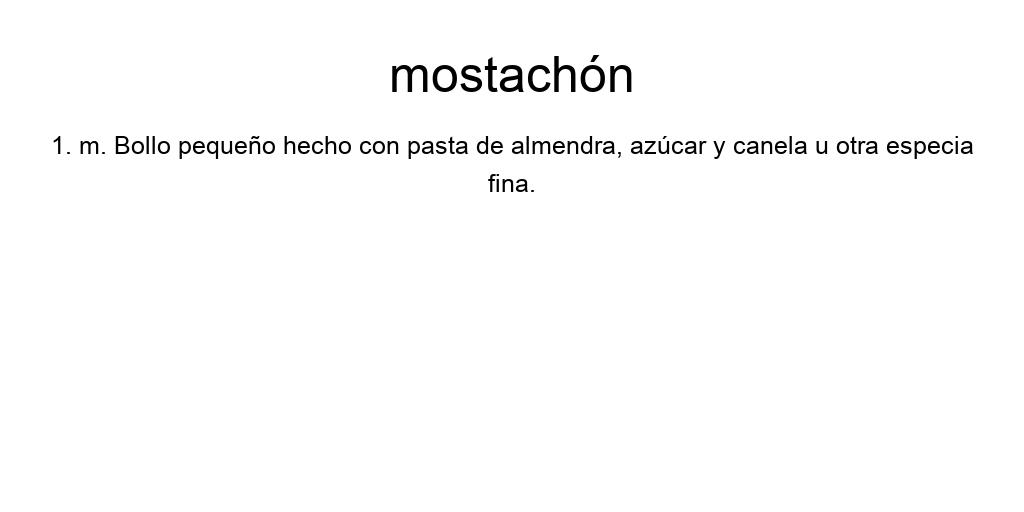 mostachón
1. m. Bollo pequeño hecho con pasta de almendra, azúcar y canela u otra especia
fina.